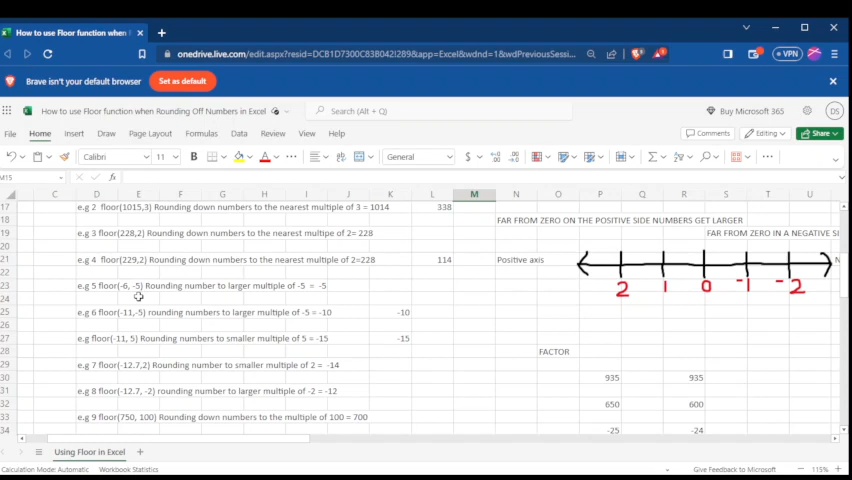 How to use Floor function when F
onedrive.live.com/edit.aspx?resid=DCB1D7300C83B042!289&app=Excel&wdnd=1&wdPreviousSessi...
VPN
Brave isn't your default browser
Set as default
How to use Floor function when Rounding Off Numbers in Excel
Search (Alt + Q)
Buy Microsoft 365
DS
File Home Insert Draw Page Layout Formulas Data Review View Help
Comments Editing Share
Calibri 11 B A General $
M15 fx
C D E F G H I J K L M N O P Q R S T U
17 e.g 2 floor(1015,3) Rounding down numbers to the nearest multiple of 3 = 1014 338
18 FAR FROM ZERO ON THE POSITIVE SIDE NUMBERS GET LARGER
19 e.g 3 floor(228,2) Rounding down numbers to the nearest multiple of 2= 228 FAR FROM ZERO IN A NEGATIVE SI
20
21 e.g 4 floor(229,2) Rounding down numbers to the nearest multiple of 2=228 114 Positive axis N
22
2 1 0 -1 -2
23 e.g 5 floor(-6, -5) Rounding number to larger multiple of -5 = -5
24
25 e.g 6 floor(-11,-5) rounding numbers to larger multiple of -5 = -10 -10
26
27 e.g floor(-11, 5) Rounding numbers to smaller multiple of 5 = -15 -15
28 FACTOR
29 e.g 7 floor(-12.7,2) Rounding number to smaller multiple of 2 = -14
30 935 935
31 e.g 8 floor(-12.7, -2) rounding number to larger multiple of -2 = -12
32 650 600
33 e.g 9 floor(750, 100) Rounding down numbers to the multiple of 100 = 700
34 -25 -24
Using Floor in Excel
Calculation Mode: Automatic Workbook Statistics Give Feedback to Microsoft 115%